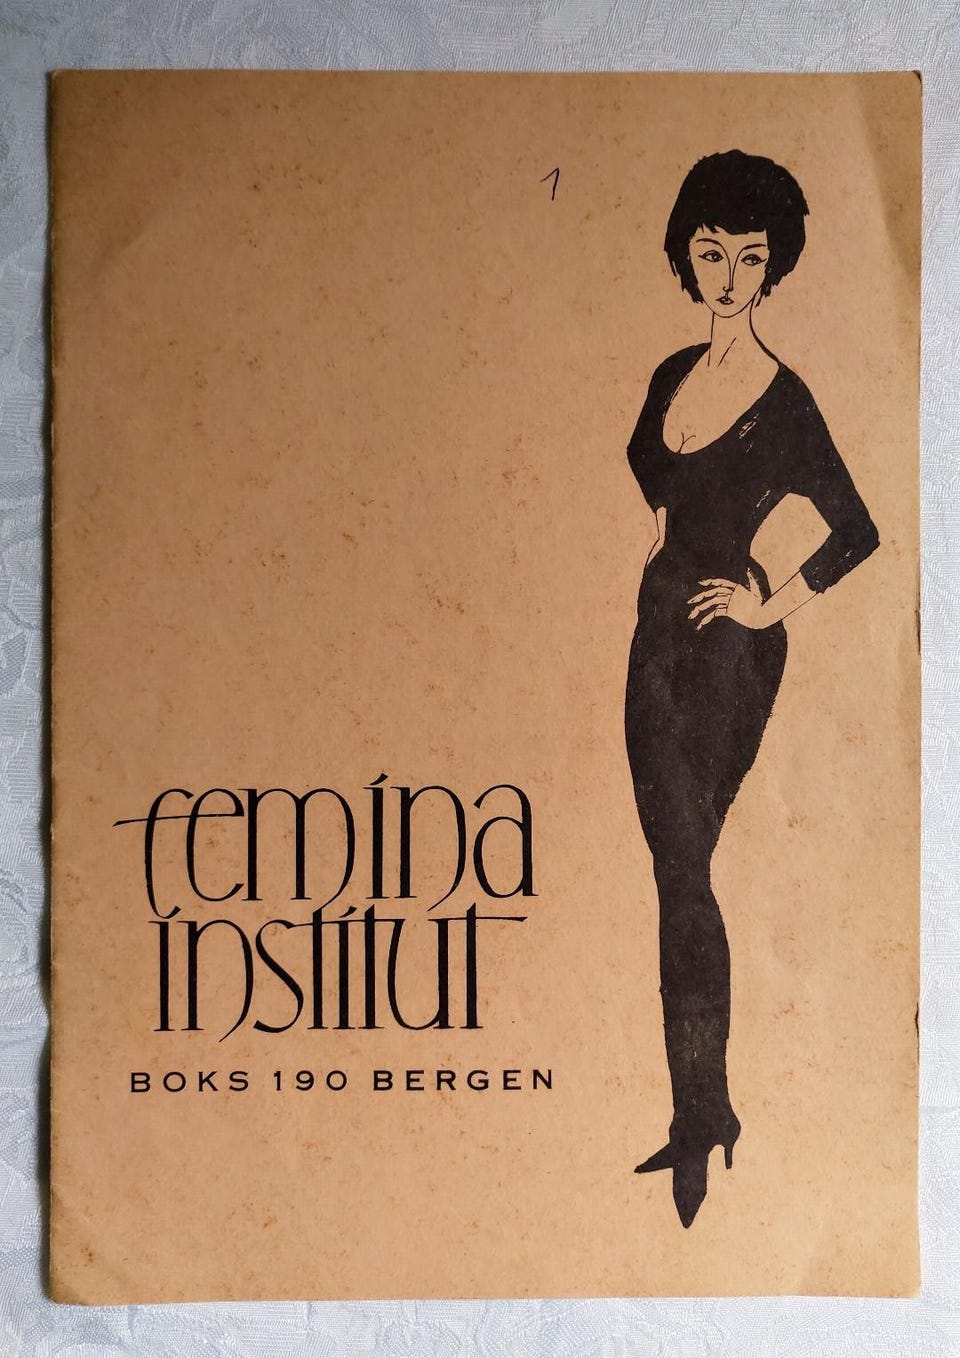 1
femina
institut
BOKS 190 BERGEN